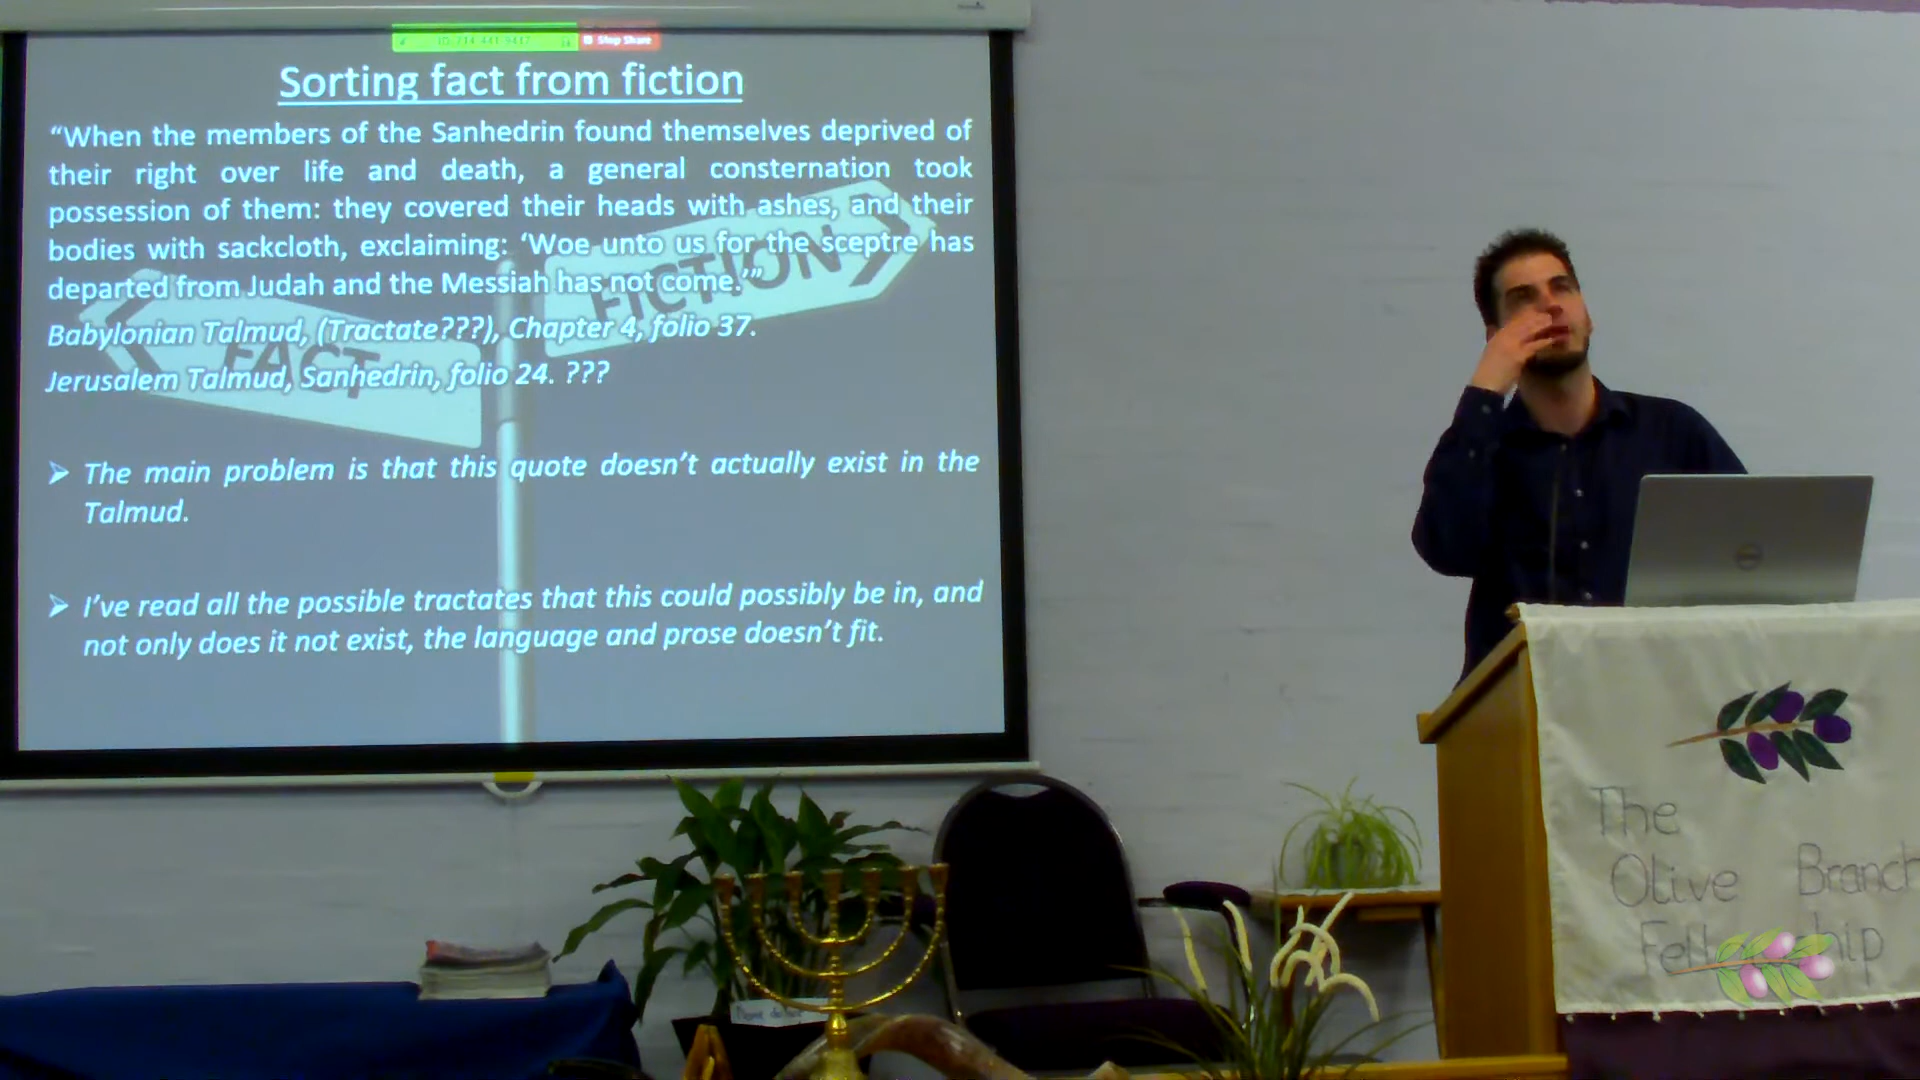 Stop Share
Sorting fact from fiction
“When the members of the Sanhedrin found themselves deprived of
their right over life and death, a general consternation took
possession of them: they covered their heads with ashes, and their
bodies with sackcloth, exclaiming: ‘Woe unto us for the sceptre has
departed from Judah and the Messiah has not come.’”
Babylonian Talmud, (Tractate???), Chapter 4, folio 37.
Jerusalem Talmud, Sanhedrin, folio 24. ???
FACT
FICTION
➢ The main problem is that this quote doesn’t actually exist in the
Talmud.
➢ I’ve read all the possible tractates that this could possibly be in, and
not only does it not exist, the language and prose doesn’t fit.
DELL
The
Olive Branch
Fellowship